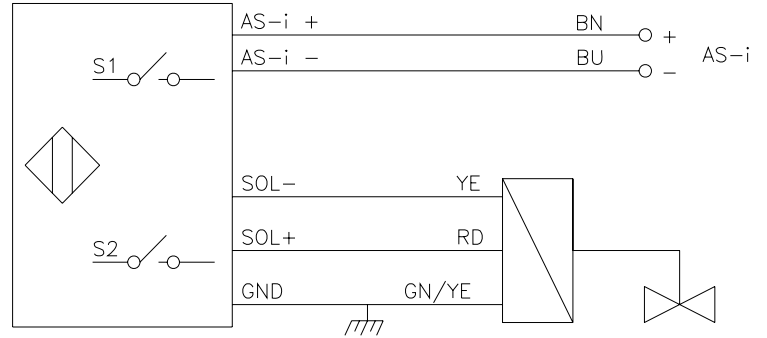 AS-i + BN +
S1 AS-i - BU - AS-i
SOL- YE
S2 SOL+ RD
GND GN/YE